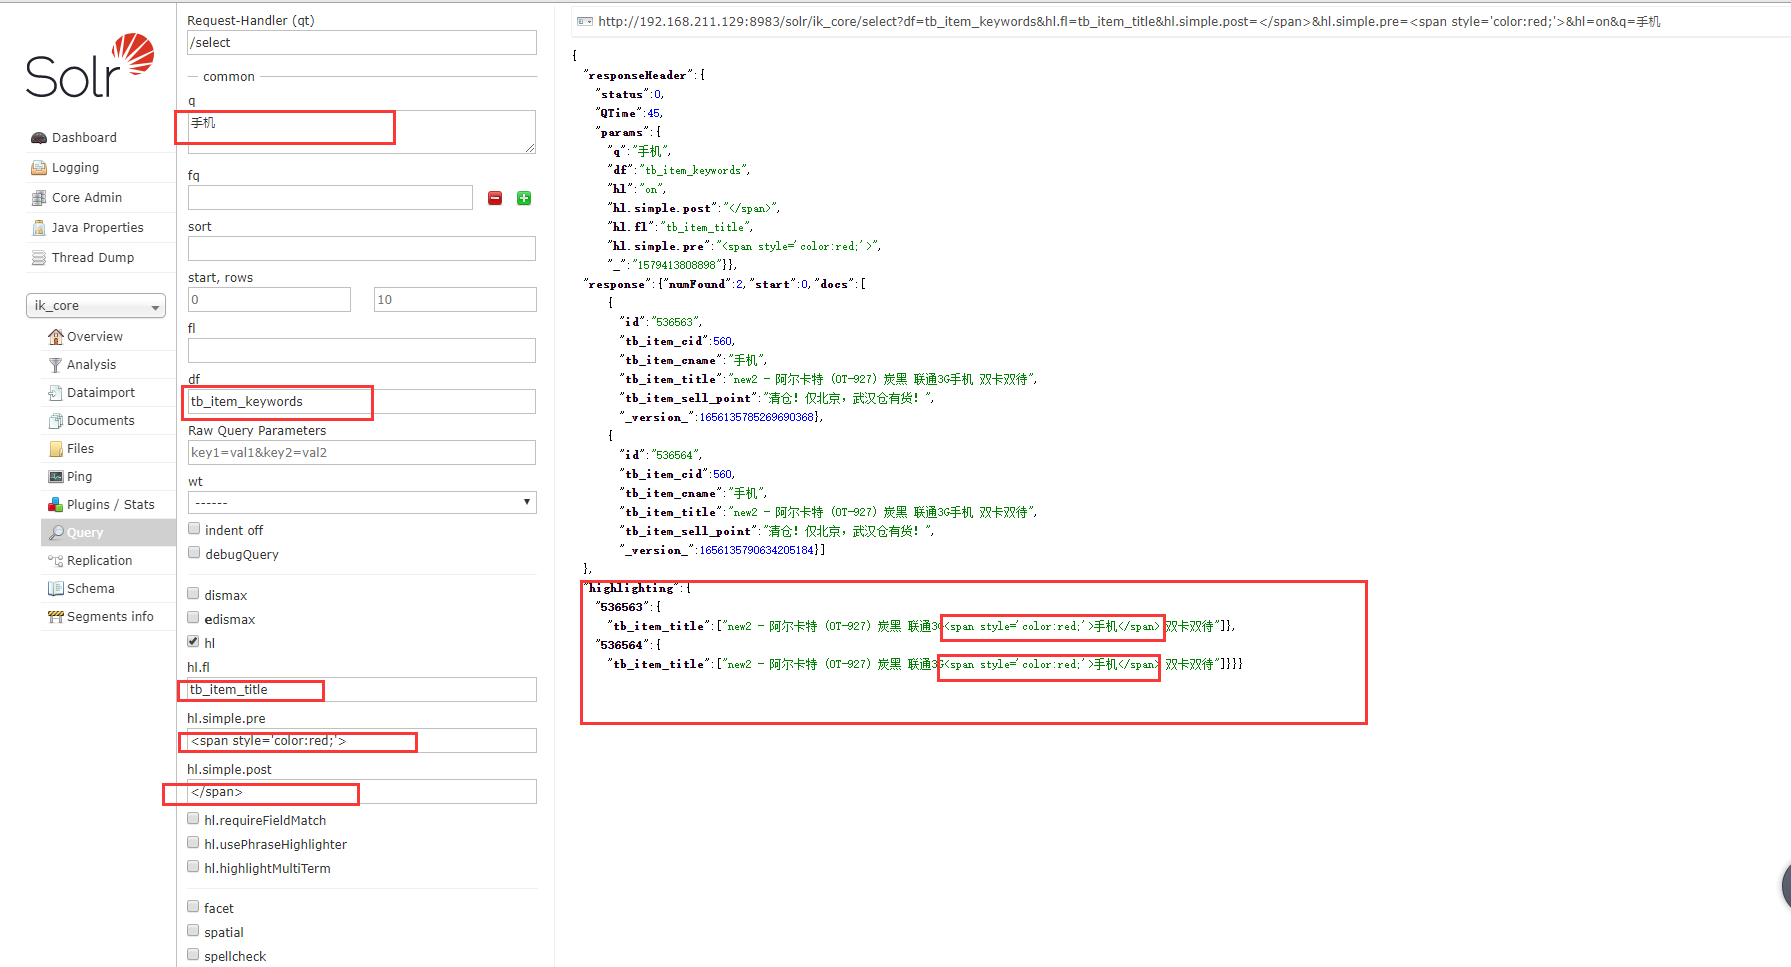 Solr
Dashboard
Logging
Core Admin
Java Properties
Thread Dump
ik_core
Overview
Analysis
Dataimport
Documents
Files
Ping
Plugins / Stats
Query
Replication
Schema
Segments info
Request-Handler (qt)
/select
common
q
手机
fq
sort
start, rows
0
10
fl
df
tb_item_keywords
Raw Query Parameters
key1=val1&key2=val2
wt
------
indent off
debugQuery
dismax
edismax
hl
hl.fl
tb_item_title
hl.simple.pre
<span style='color:red;'>
hl.simple.post
</span>
hl.requireFieldMatch
hl.usePhraseHighlighter
hl.highlightMultiTerm
facet
spatial
spellcheck
http://192.168.211.129:8983/solr/ik_core/select?df=tb_item_keywords&hl.fl=tb_item_title&hl.simple.post=</span>&hl.simple.pre=<span style='color:red;'>&hl=on&q=手机
{
"responseHeader":{
"status":0,
"QTime":45,
"params":{
"q":"手机",
"df":"tb_item_keywords",
"hl":"on",
"hl.simple.post":"</span>",
"hl.fl":"tb_item_title",
"hl.simple.pre":"<span style='color:red;'>",
"_":"1579413808898"}},
"response":{"numFound":2,"start":0,"docs":[
{
"id":"536563",
"tb_item_cid":560,
"tb_item_cname":"手机",
"tb_item_title":"new2 - 阿尔卡特 (OT-927) 炭黑 联通3G手机 双卡双待",
"tb_item_sell_point":"清仓！仅北京，武汉仓有货！",
"_version_":1656135785269690368},
{
"id":"536564",
"tb_item_cid":560,
"tb_item_cname":"手机",
"tb_item_title":"new2 - 阿尔卡特 (OT-927) 炭黑 联通3G手机 双卡双待",
"tb_item_sell_point":"清仓！仅北京，武汉仓有货！",
"_version_":1656135790634205184}]
},
"highlighting":{
"536563":{
"tb_item_title":["new2 - 阿尔卡特 (OT-927) 炭黑 联通3G<span style='color:red;'>手机</span> 双卡双待"]},
"536564":{
"tb_item_title":["new2 - 阿尔卡特 (OT-927) 炭黑 联通3G<span style='color:red;'>手机</span> 双卡双待"]}}}